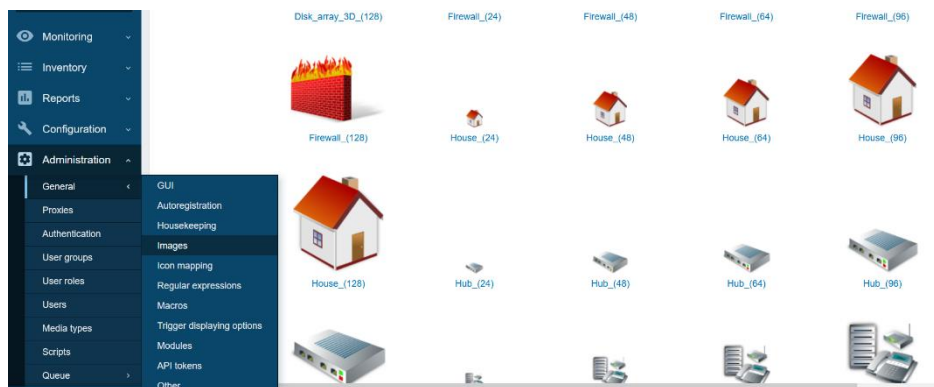 Disk_array_3D_(128) Firewall_(24) Firewall_(48) Firewall_(64) Firewall_(96)
Monitoring
Inventory
Reports
Configuration
Administration
General
Proxies
Authentication
User groups
User roles
Users
Media types
Scripts
Queue
GUI
Autoregistration
Housekeeping
Images
Icon mapping
Regular expressions
Macros
Trigger displaying options
Modules
API tokens
Other
Firewall_(128) House_(24) House_(48) House_(64) House_(96)
House_(128) Hub_(24) Hub_(48) Hub_(64) Hub_(96)